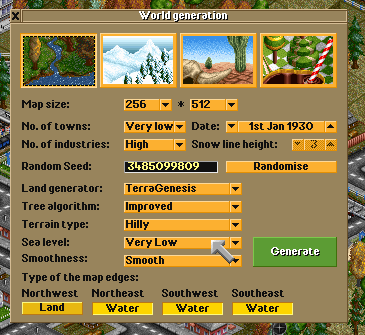 X World generation
Map size: 256 * 512
No. of towns: Very low Date: 1st Jan 1930
No. of industries: High Snow line height: 3
Random Seed: 3485099809 Randomise
Land generator: TerraGenesis
Tree algorithm: Improved
Terrain type: Hilly
Sea level: Very Low
Smoothness: Smooth
Generate
Type of the map edges:
Northwest Northeast Southwest Southeast
Land Water Water Water